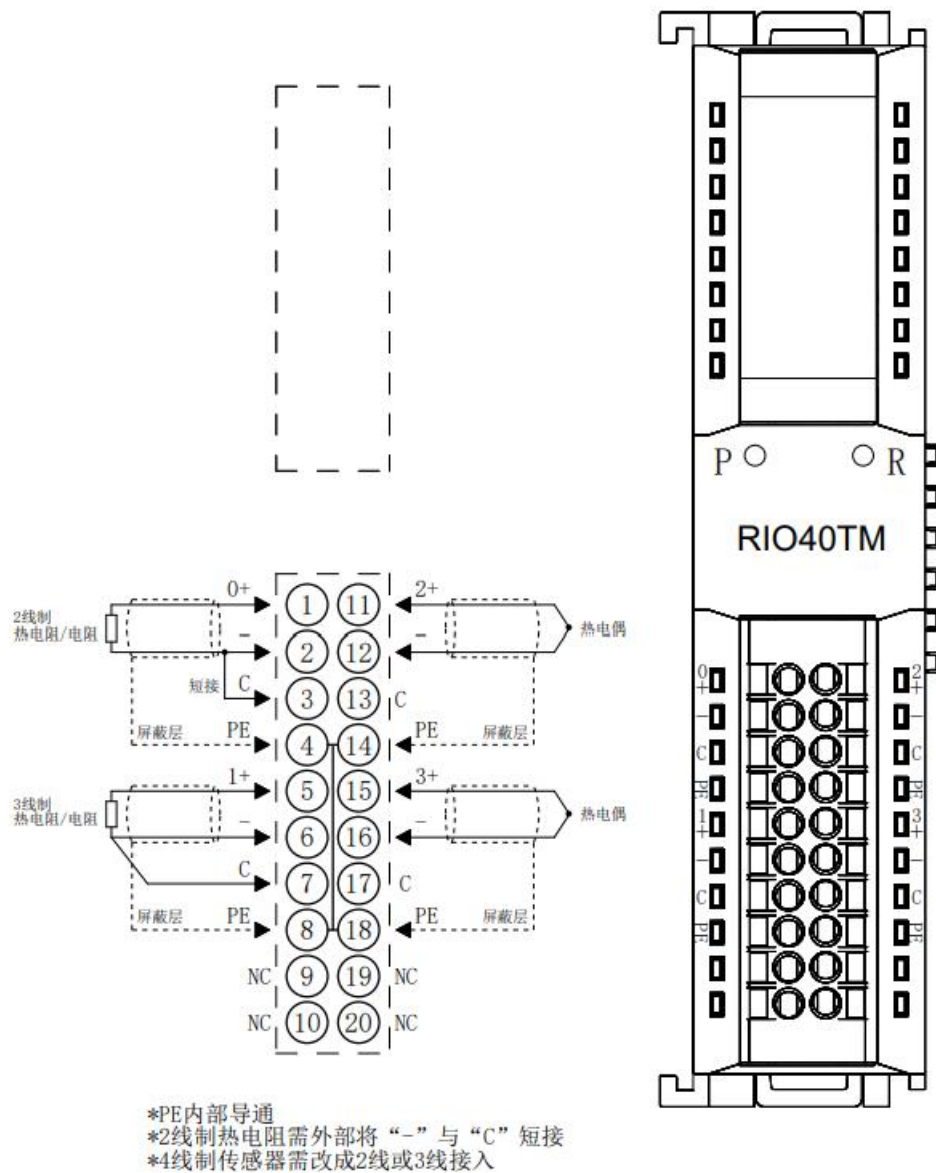 P R
RIO40TM
0+ 1 11 2+
2线制
热电阻/电阻
- 2 12 -
热电偶
短接 C 3 13 C
屏蔽层 PE 4 14 PE 屏蔽层
1+ 5 15 3+
3线制
热电阻/电阻
- 6 16 -
热电偶
C 7 17 C
屏蔽层 PE 8 18 PE 屏蔽层
NC 9 19 NC
NC 10 20 NC
0+ 2+
- -
C C
PE PE
1+ 3+
- -
C C
PE PE
*PE内部导通
*2线制热电阻需外部将“-”与“C”短接
*4线制传感器需改成2线或3线接入